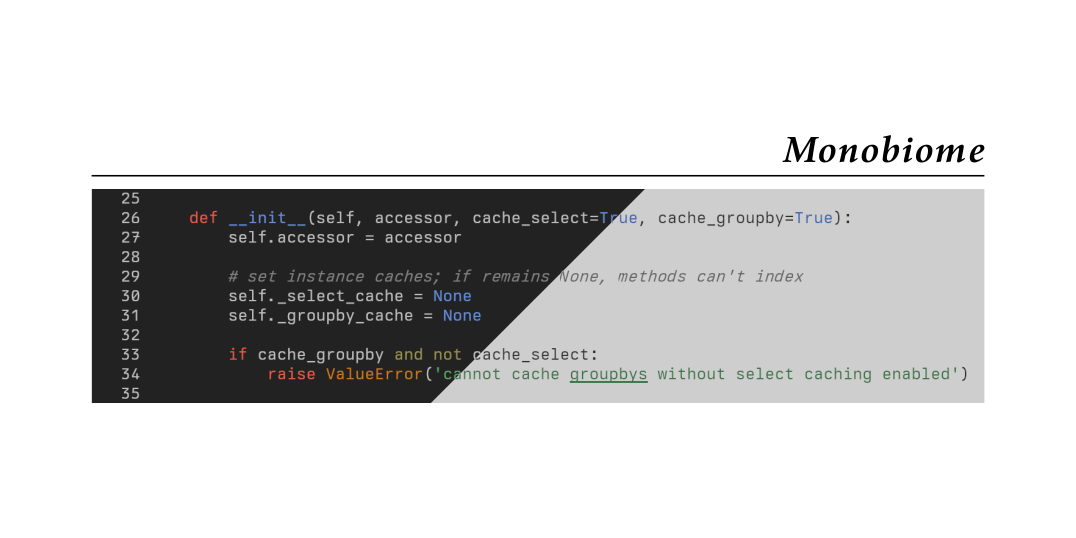 Monobiome
25
26     def __init__(self, accessor, cache_select=True, cache_groupby=True):
27         self.accessor = accessor
28
29         # set instance caches; if remains None, methods can't index
30         self._select_cache = None
31         self._groupby_cache = None
32
33         if cache_groupby and not cache_select:
34             raise ValueError('cannot cache groupbys without select caching enabled')
35